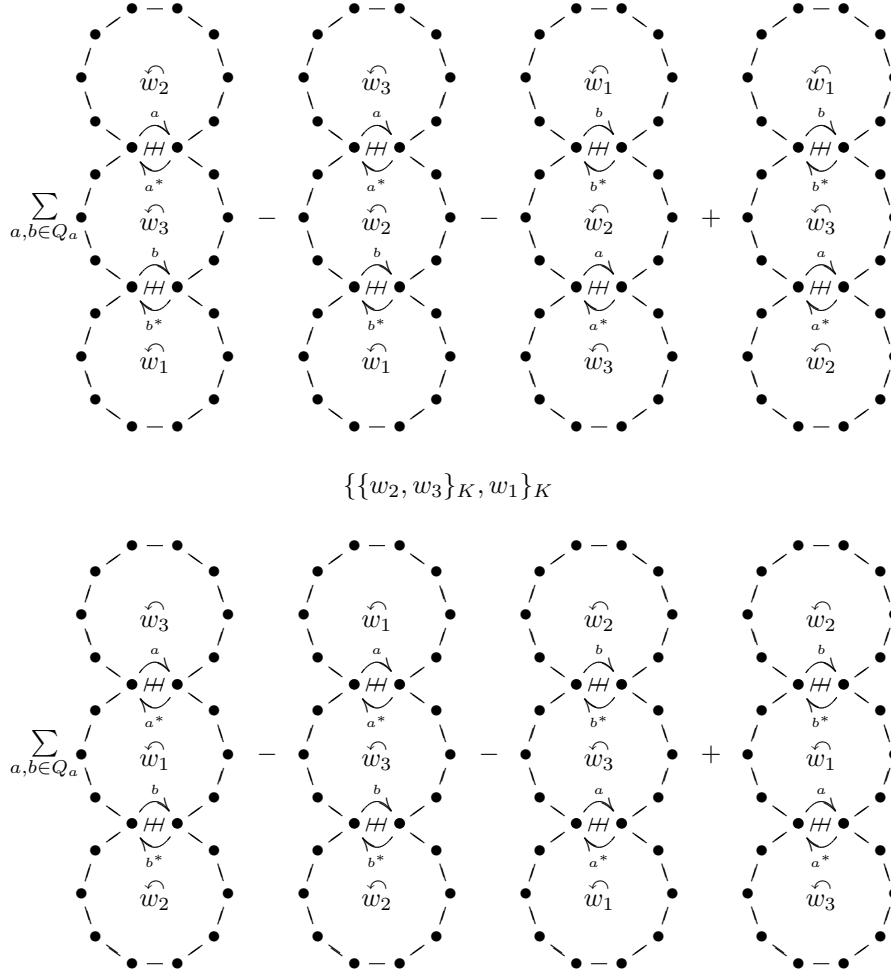 w_2 w_3 w_1 w_1
a a b b
a* a* b* b*
∑ w_3 − w_2 − w_2 + w_3
a,b∈Q_a
b b a a
b* b* a* a*
w_1 w_1 w_3 w_2
{{w_2, w_3}_K, w_1}_K
w_3 w_1 w_2 w_2
a a b b
a* a* b* b*
∑ w_1 − w_3 − w_3 + w_1
a,b∈Q_a
b b a a
b* b* a* a*
w_2 w_2 w_1 w_3